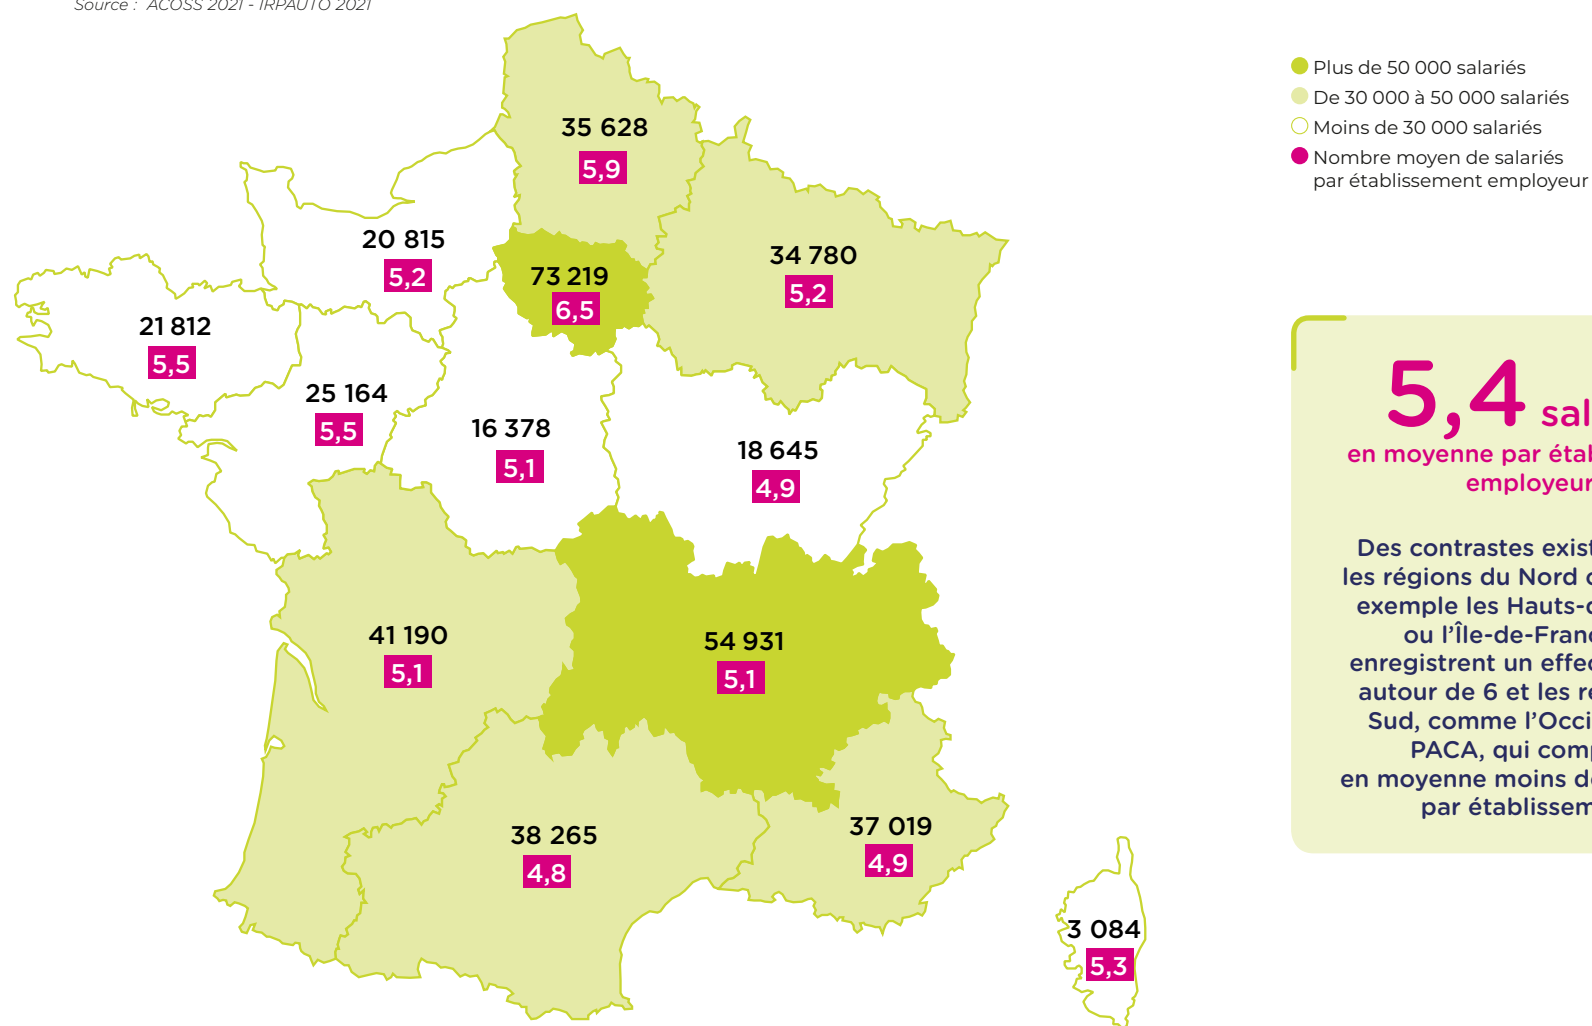 Source : ACOSS 2021 - IRPAUTO 2021
Plus de 50 000 salariés
De 30 000 à 50 000 salariés
Moins de 30 000 salariés
Nombre moyen de salariés
par établissement employeur
35 628
5,9
20 815
5,2
73 219
6,5
34 780
5,2
21 812
5,5
25 164
5,5
16 378
5,1
18 645
4,9
41 190
5,1
54 931
5,1
38 265
4,8
37 019
4,9
3 084
5,3
5,4 sal
en moyenne par étab
employeur
Des contrastes exist
les régions du Nord
exemple les Hauts-d
ou l'Île-de-Fran
enregistrent un effec
autour de 6 et les r
Sud, comme l'Occi
PACA, qui com
en moyenne moins d
par établissem